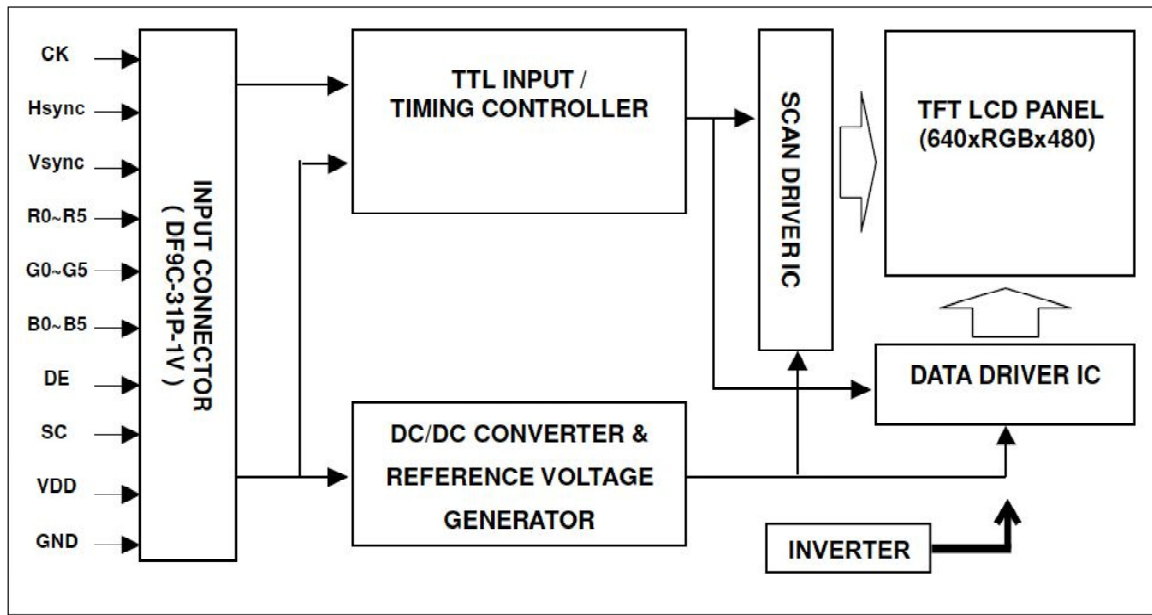 CK
Hsync
Vsync
R0~R5
G0~G5
B0~B5
DE
SC
VDD
GND
INPUT CONNECTOR
( DF9C-31P-1V )
TTL INPUT /
TIMING CONTROLLER
DC/DC CONVERTER &
REFERENCE VOLTAGE
GENERATOR
SCAN DRIVER IC
TFT LCD PANEL
(640xRGBx480)
DATA DRIVER IC
INVERTER